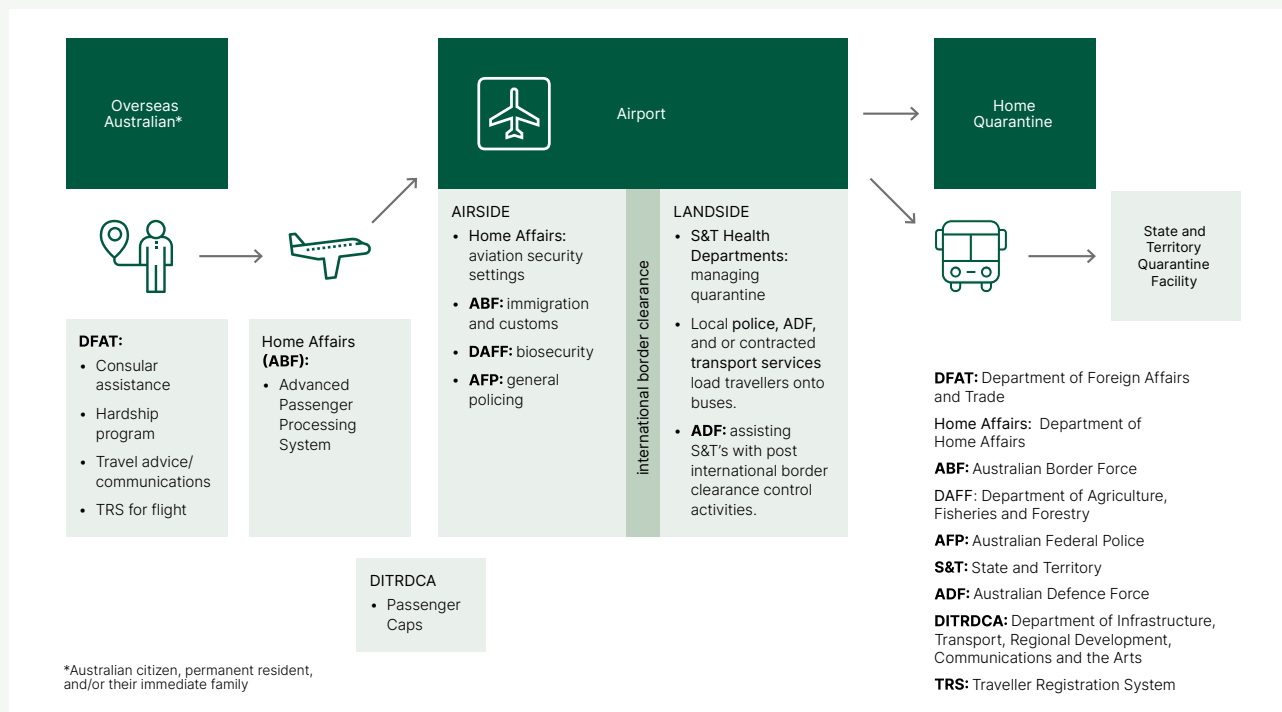 Overseas
Australian*
Airport
Home
Quarantine
DFAT:
• Consular
assistance
• Hardship
program
• Travel advice/
communications
• TRS for flight
Home Affairs
(ABF):
• Advanced
Passenger
Processing
System
AIRSIDE
• Home Affairs:
aviation security
settings
• ABF: immigration
and customs
• DAFF: biosecurity
• AFP: general
policing
international border clearance
LANDSIDE
• S&T Health
Departments:
managing
quarantine
• Local police, ADF,
and or contracted
transport services
load travellers onto
buses.
• ADF: assisting
S&T's with post
international border
clearance control
activities.
State and
Territory
Quarantine
Facility
DITRDCA
• Passenger
Caps
DFAT: Department of Foreign Affairs
and Trade
Home Affairs: Department of
Home Affairs
ABF: Australian Border Force
DAFF: Department of Agriculture,
Fisheries and Forestry
AFP: Australian Federal Police
S&T: State and Territory
ADF: Australian Defence Force
DITRDCA: Department of Infrastructure,
Transport, Regional Development,
Communications and the Arts
TRS: Traveller Registration System
*Australian citizen, permanent resident,
and/or their immediate family